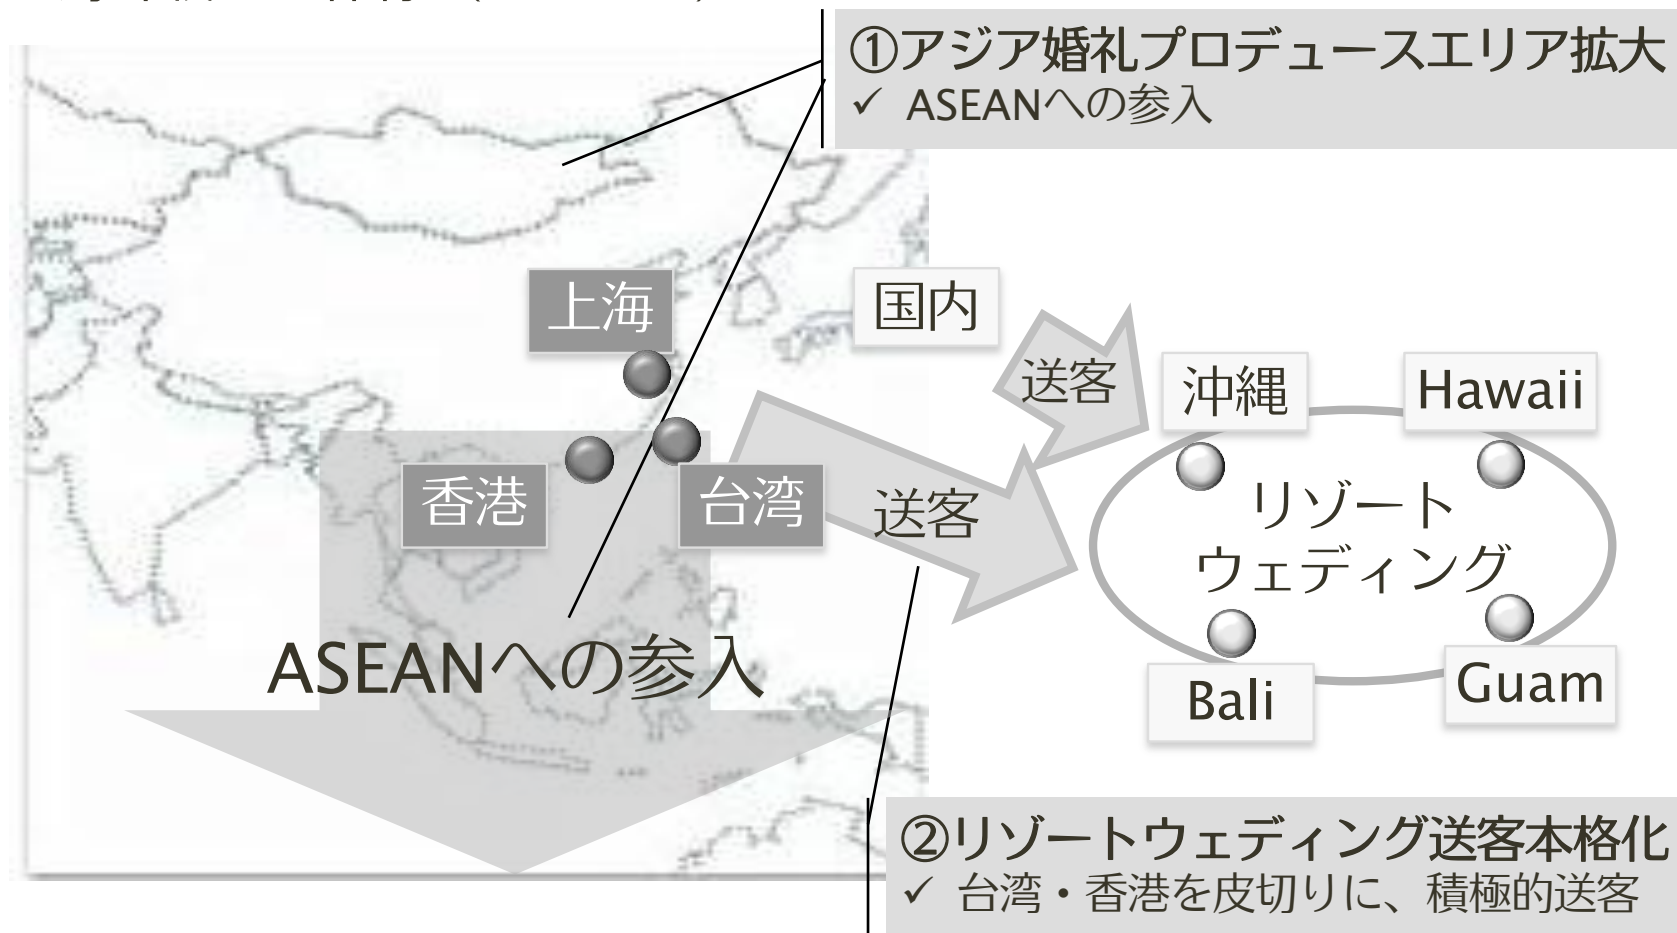 ①アジア婚礼プロデュースエリア拡大
✓ ASEANへの参入
上海
国内
送客
沖縄
Hawaii
香港
台湾
送客
リゾート
ウェディング
ASEANへの参入
Bali
Guam
②リゾートウェディング送客本格化
✓ 台湾・香港を皮切りに、積極的送客